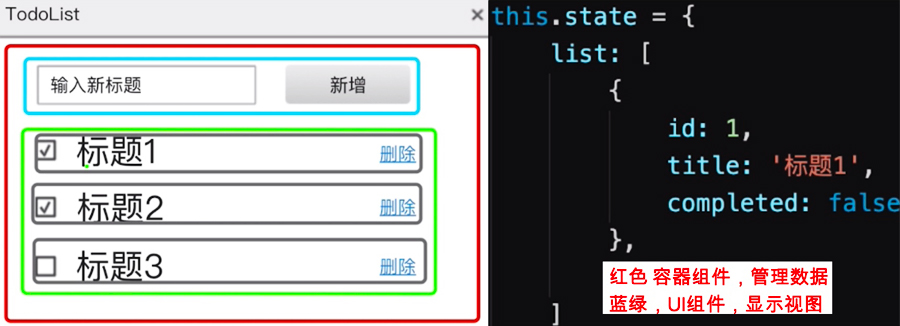 TodoList ×
输入新标题 新增
标题1 删除
标题2 删除
标题3 删除
this.state = {
list: [
{
id: 1,
title: '标题1',
completed: false
},
]
红色 容器组件，管理数据
蓝绿，UI组件，显示视图